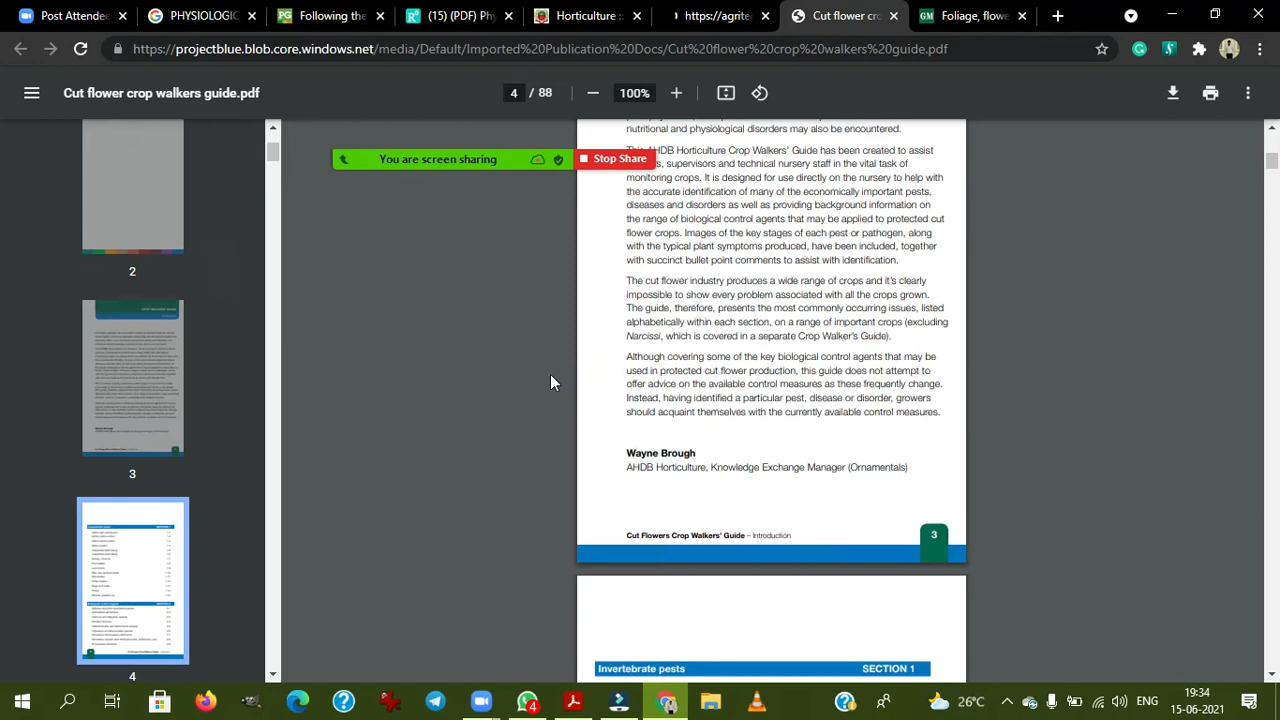 Post Attende
PHYSIOLOGIC
Following the
(15) (PDF) Ph
Horticulture ::
https://agritec
Cut flower cro
Foliage, flowe
https://projectblue.blob.core.windows.net/media/Default/Imported%20Publication%20Docs/Cut%20flower%20crop%20walkers%20guide.pdf
Cut flower crop walkers guide.pdf
4 / 88
100%
nutritional and physiological disorders may also be encountered.
You are screen sharing
Stop Share
This AHDB Horticulture Crop Walkers' Guide has been created to assist
s, supervisors and technical nursery staff in the vital task of
monitoring crops. It is designed for use directly on the nursery to help with
the accurate identification of many of the economically important pests,
diseases and disorders as well as providing background information on
the range of biological control agents that may be applied to protected cut
flower crops. Images of the key stages of each pest or pathogen, along
with the typical plant symptoms produced, have been included, together
with succinct bullet point comments to assist with identification.
The cut flower industry produces a wide range of crops and it's clearly
impossible to show every problem associated with all the crops grown.
The guide, therefore, presents the most commonly occurring issues, listed
alphabetically within each section, on a range of important crops (excluding
Narcissi, which is covered in a separate Crop Walker's Guide).
Although covering some of the key biological control agents that may be
used in protected cut flower production, this guide does not attempt to
offer advice on the available control measures as these frequently change.
Instead, having identified a particular pest, disease or disorder, growers
should acquaint themselves with the currently available control measures.
Wayne Brough
AHDB Horticulture, Knowledge Exchange Manager (Ornamentals)
Cut Flowers Crop Walkers' Guide – Introduction
3
Invertebrate pests
SECTION 1
2
3
4
4
26°C
ENG
19:34
15-06-2021